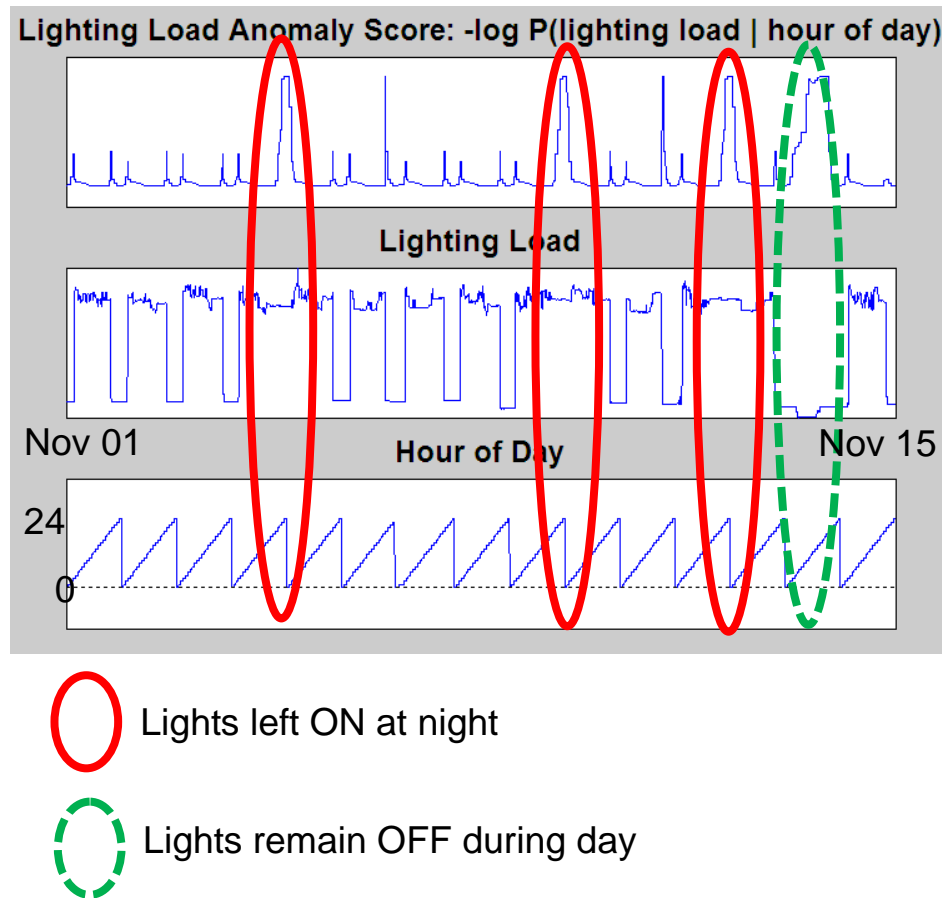 Lighting Load Anomaly Score: -log P(lighting load | hour of day)
Lighting Load
Nov 01
Nov 15
Hour of Day
24
0
Lights left ON at night
Lights remain OFF during day